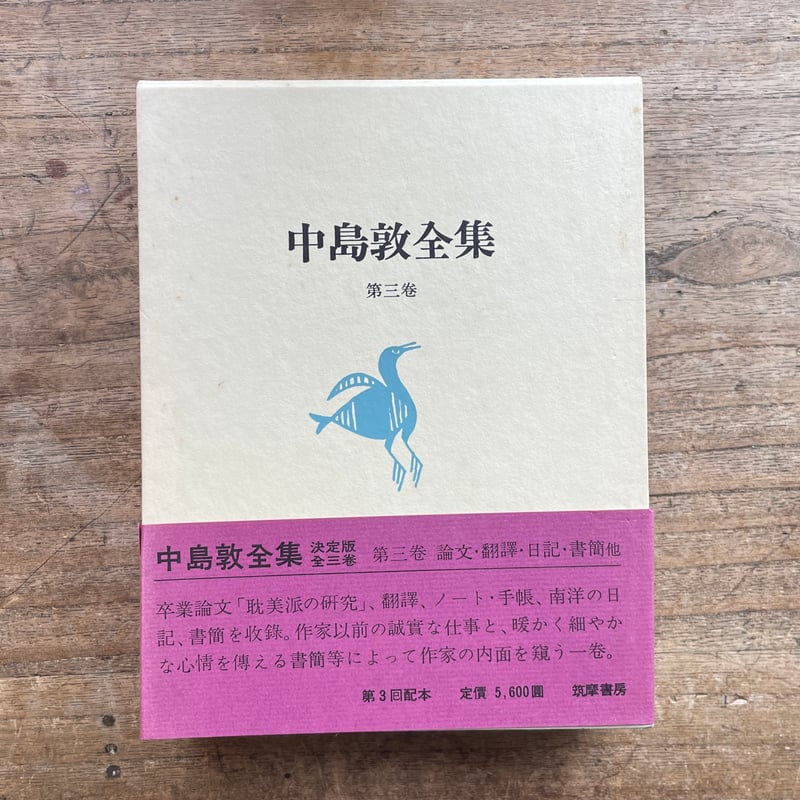 中島敦全集
第三巻
中島敦全集 決定版 全三巻 第三巻 論文・翻譯・日記・書簡他
卒業論文「耽美派の研究」、翻譯、ノート・手帳、南洋の日
記、書簡を收錄。作家以前の誠實な仕事と、暖かく細やか
な心情を傳える書簡等によって作家の内面を窺う一巻。
第3回配本 定價 5,600圓 筑摩書房